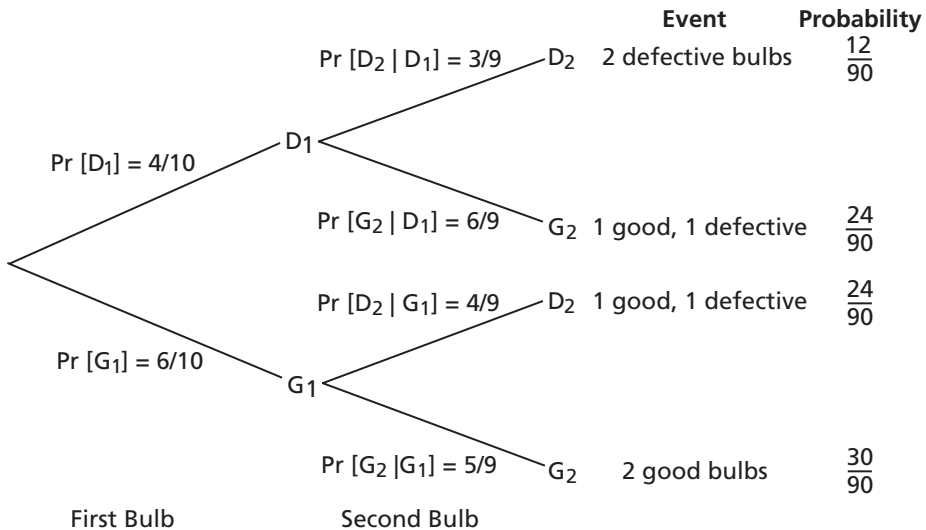 Event Probability
Pr [D2 | D1] = 3/9 D2 2 defective bulbs 12/90
Pr [D1] = 4/10 D1
Pr [G2 | D1] = 6/9 G2 1 good, 1 defective 24/90
Pr [D2 | G1] = 4/9 D2 1 good, 1 defective 24/90
Pr [G1] = 6/10 G1
Pr [G2 |G1] = 5/9 G2 2 good bulbs 30/90
First Bulb Second Bulb